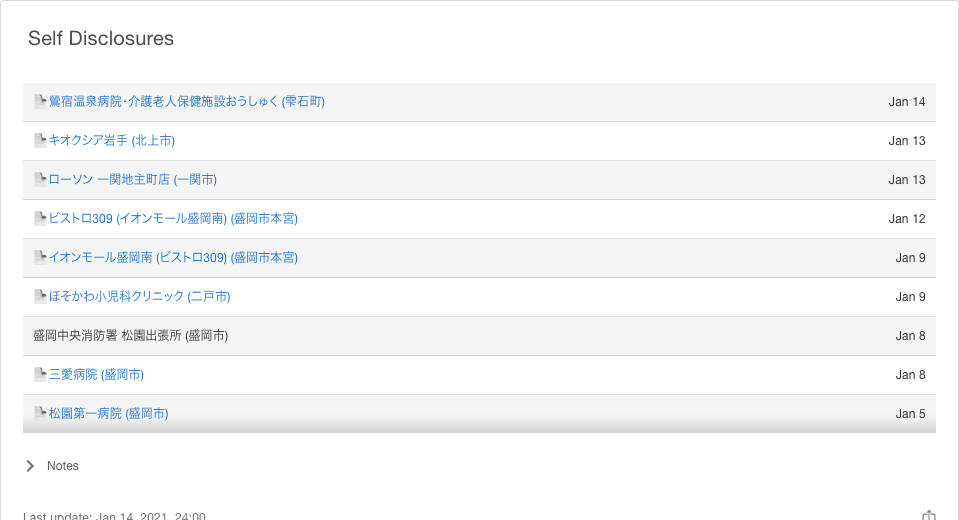 Self Disclosures
鶯宿温泉病院・介護老人保健施設おうしゅく (雫石町) Jan 14
キオクシア岩手 (北上市) Jan 13
ローソン 一関地主町店 (一関市) Jan 13
ビストロ309 (イオンモール盛岡南) (盛岡市本宮) Jan 12
イオンモール盛岡南 (ビストロ309) (盛岡市本宮) Jan 9
ほそかわ小児科クリニック (二戸市) Jan 9
盛岡中央消防署 松園出張所 (盛岡市) Jan 8
三愛病院 (盛岡市) Jan 8
松園第一病院 (盛岡市) Jan 5
Notes
Last update: Jan 14, 2021, 24:00